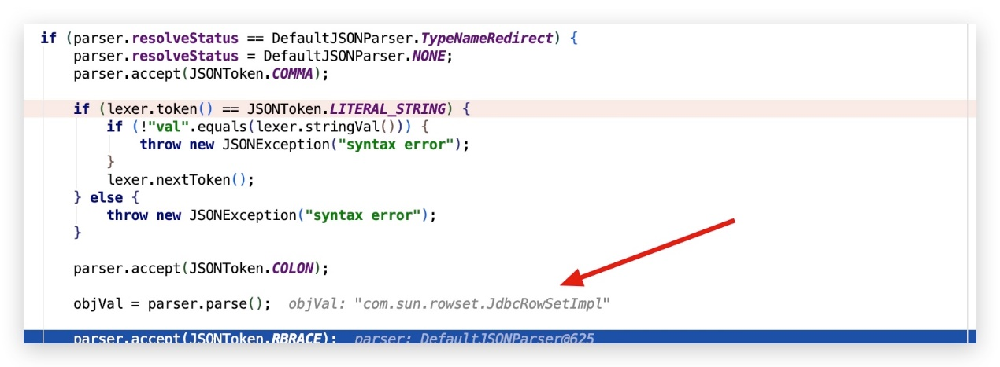 if (parser.resolveStatus == DefaultJSONParser.TypeNameRedirect) {
parser.resolveStatus = DefaultJSONParser.NONE;
parser.accept(JSONToken.COMMA);
if (lexer.token() == JSONToken.LITERAL_STRING) {
if (!"val".equals(lexer.stringVal())) {
throw new JSONException("syntax error");
}
lexer.nextToken();
} else {
throw new JSONException("syntax error");
}
parser.accept(JSONToken.COLON);
objVal = parser.parse(); objVal: "com.sun.rowset.JdbcRowSetImpl"
parser.accept(JSONToken.RBRACE); parser: DefaultJSONParser@625